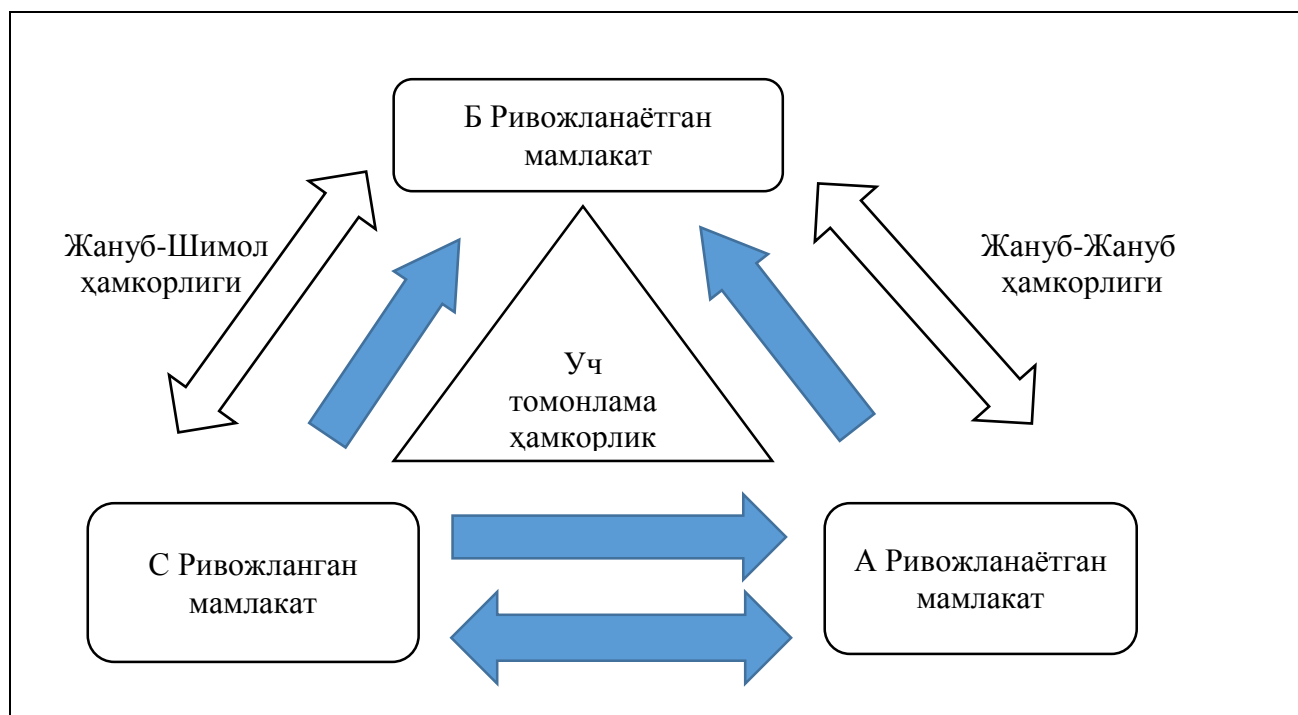 Б Ривожланаётган
мамлакат
Жануб-Шимол
ҳамкорлиги
Жануб-Жануб
ҳамкорлиги
Уч
томонлама
ҳамкорлик
С Ривожланган
мамлакат
А Ривожланаётган
мамлакат